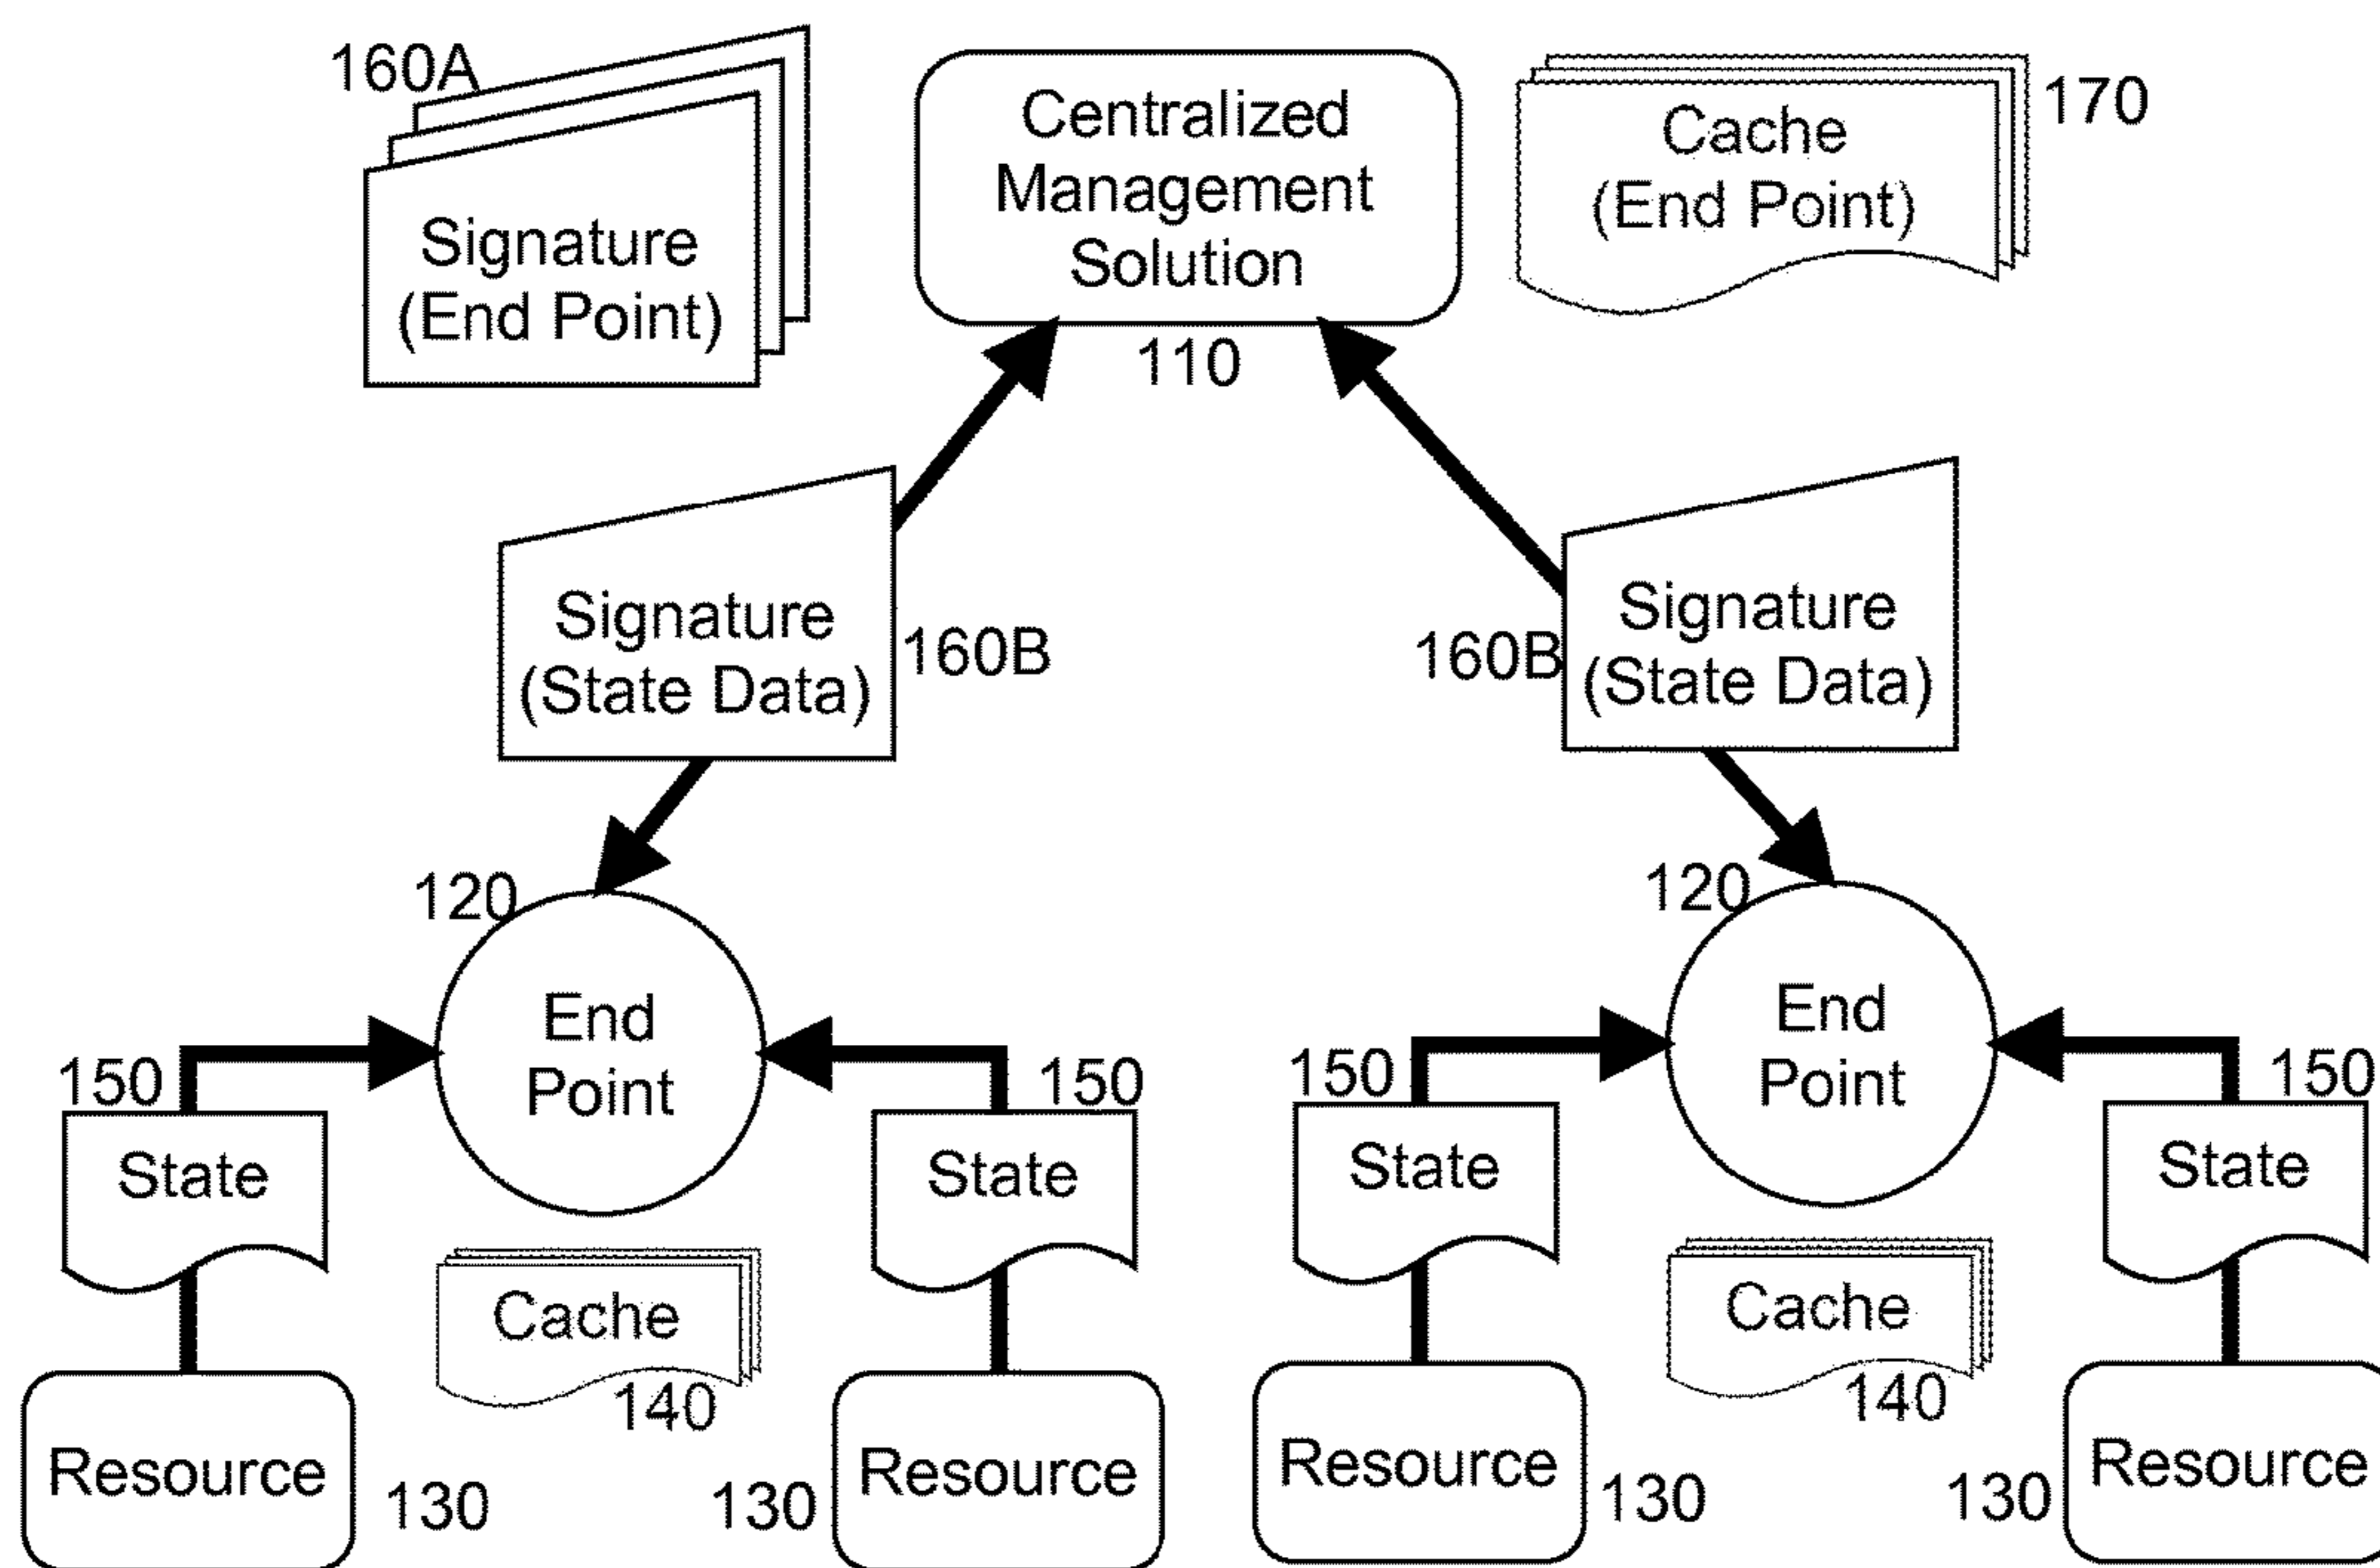 160A
Signature
(End Point)
Centralized
Management
Solution
110
Cache
(End Point)
170
Signature
(State Data)
160B
160B
Signature
(State Data)
120
End
Point
120
End
Point
150
State
150
State
150
State
150
State
Cache
140
Cache
140
Resource
130
130
Resource
Resource
130
130
Resource